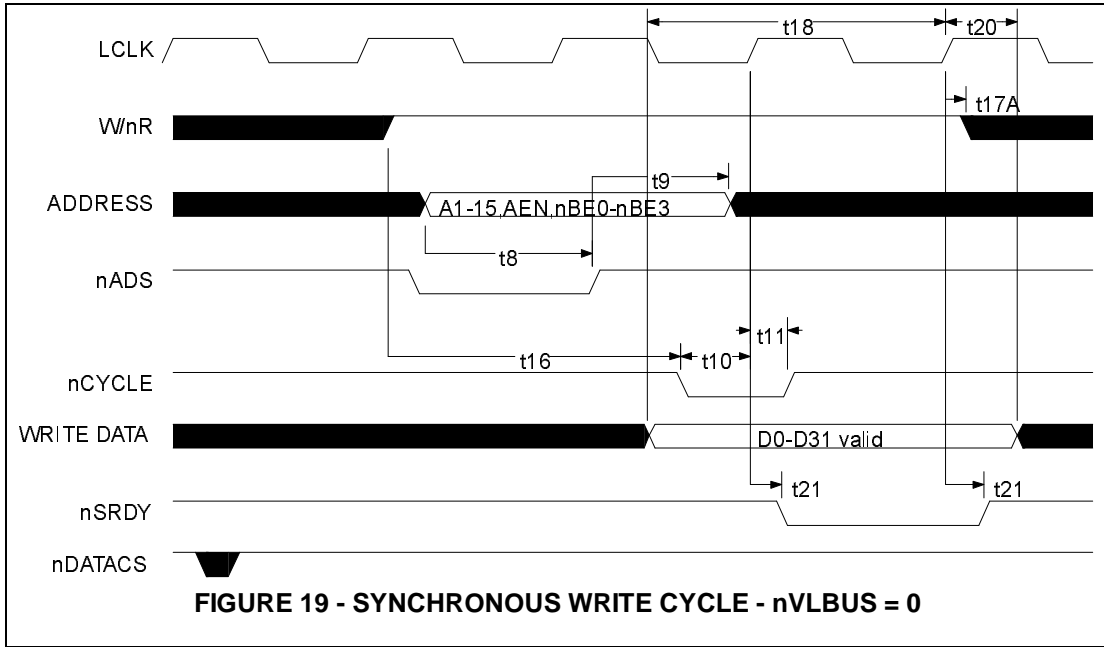 t18
t20
LCLK
t17A
W/nR
t9
ADDRESS
A1-15,AEN,nBE0-nBE3
t8
nADS
t11
t16
t10
nCYCLE
WRITE DATA
D0-D31 valid
t21
t21
nSRDY
nDATACS
FIGURE 19 - SYNCHRONOUS WRITE CYCLE - nVLBUS = 0